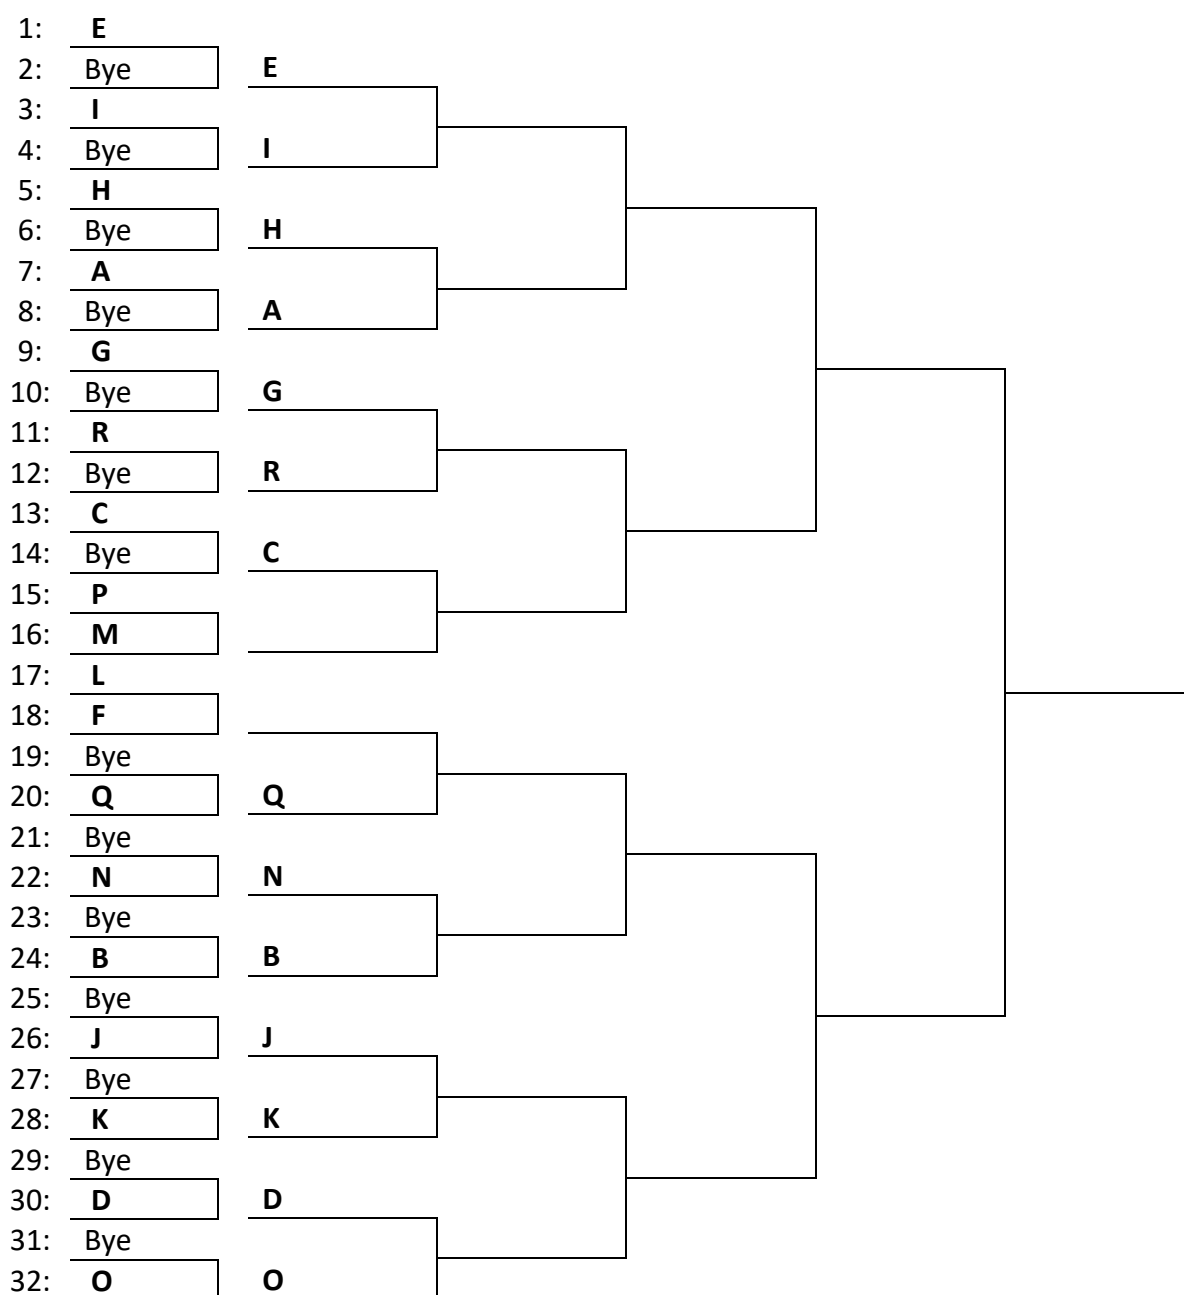 1: E
2: Bye E
3: I
4: Bye I
5: H
6: Bye H
7: A
8: Bye A
9: G
10: Bye G
11: R
12: Bye R
13: C
14: Bye C
15: P
16: M
17: L
18: F
19: Bye
20: Q Q
21: Bye
22: N N
23: Bye
24: B B
25: Bye
26: J J
27: Bye
28: K K
29: Bye
30: D D
31: Bye
32: O O